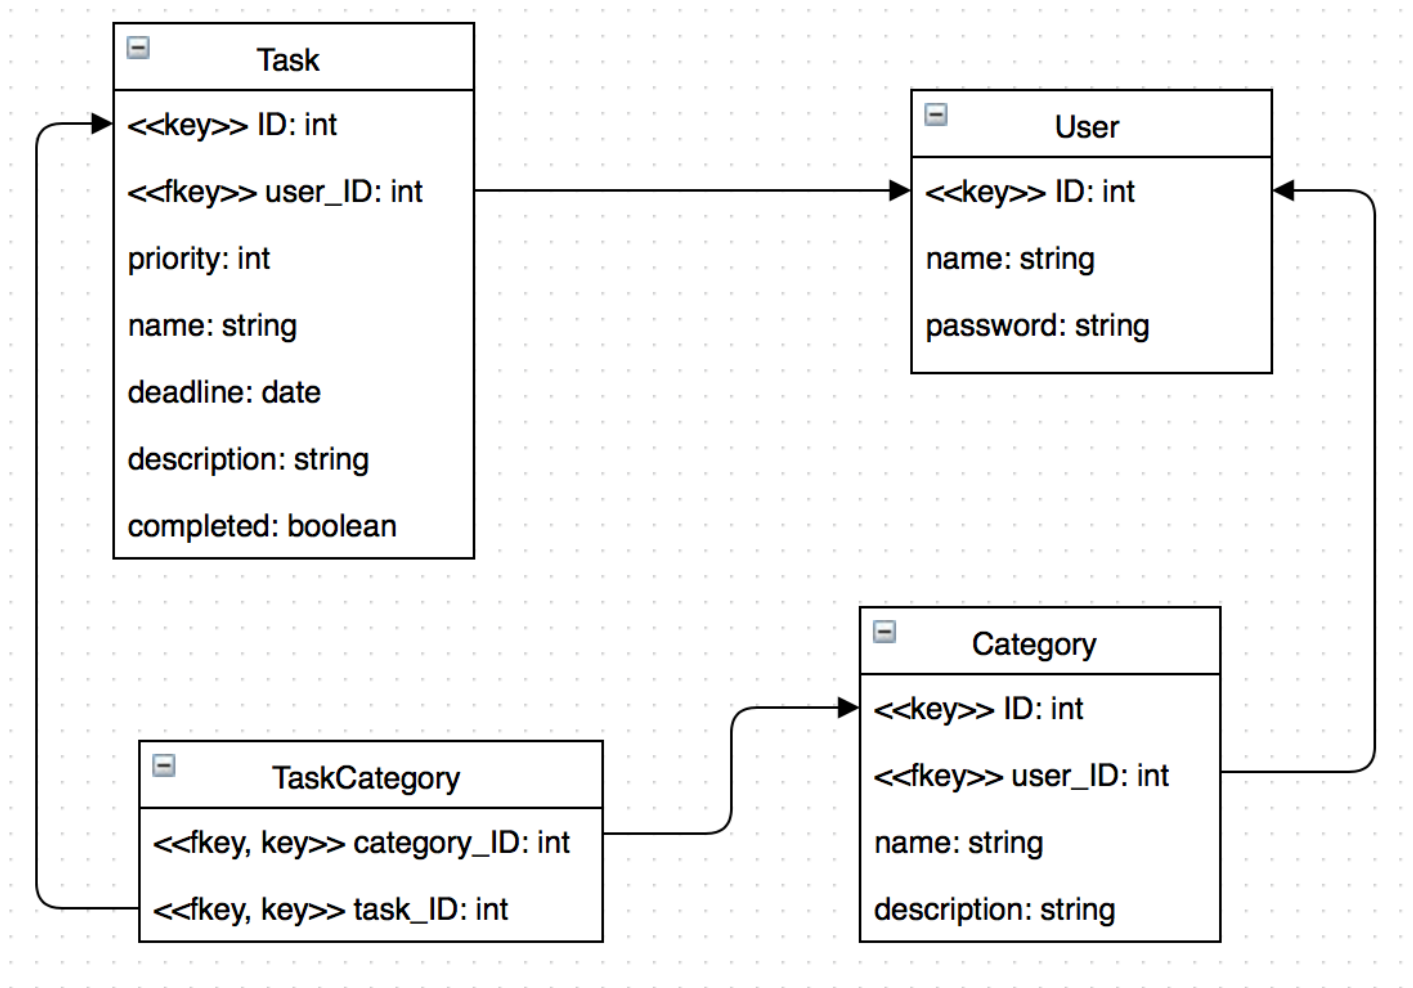 Task
<<key>> ID: int
<<fkey>> user_ID: int
priority: int
name: string
deadline: date
description: string
completed: boolean
User
<<key>> ID: int
name: string
password: string
TaskCategory
<<fkey, key>> category_ID: int
<<fkey, key>> task_ID: int
Category
<<key>> ID: int
<<fkey>> user_ID: int
name: string
description: string